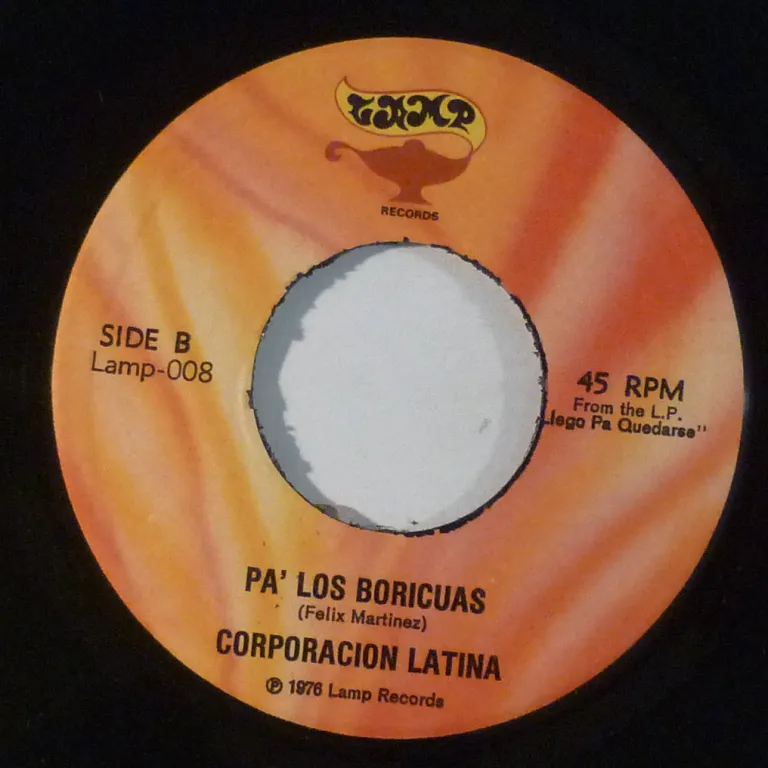 LAMP
RECORDS
SIDE B
Lamp-008
45 RPM
From the L.P.
Pa Quedarse"
PA' LOS BORICUAS
(Felix Martinez)
CORPORACION LATINA
℗ 1976 Lamp Records